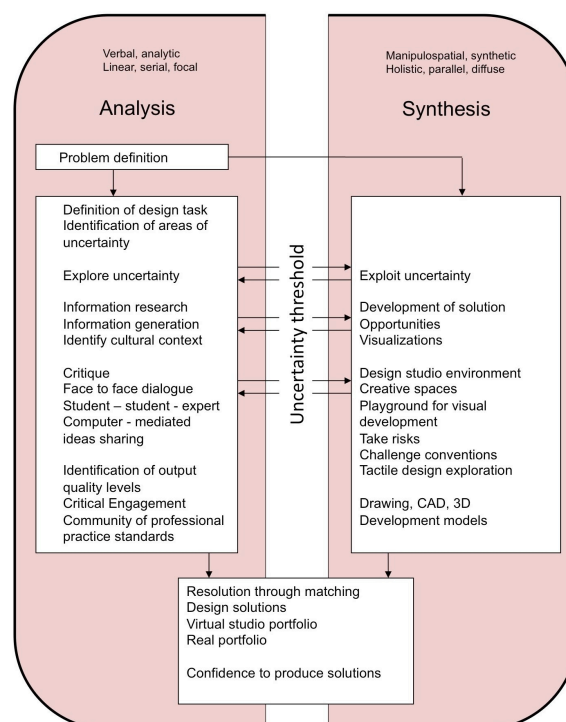 Verbal, analytic
Linear, serial, focal
Analysis
Manipulospatial, synthetic
Holistic, parallel, diffuse
Synthesis
Problem definition
Definition of design task
Identification of areas of
uncertainty
Explore uncertainty
Information research
Information generation
Identify cultural context
Critique
Face to face dialogue
Student – student - expert
Computer - mediated
ideas sharing
Identification of output
quality levels
Critical Engagement
Community of professional
practice standards
Uncertainty threshold
Exploit uncertainty
Development of solution
Opportunities
Visualizations
Design studio environment
Creative spaces
Playground for visual
development
Take risks
Challenge conventions
Tactile design exploration
Drawing, CAD, 3D
Development models
Resolution through matching
Design solutions
Virtual studio portfolio
Real portfolio
Confidence to produce solutions